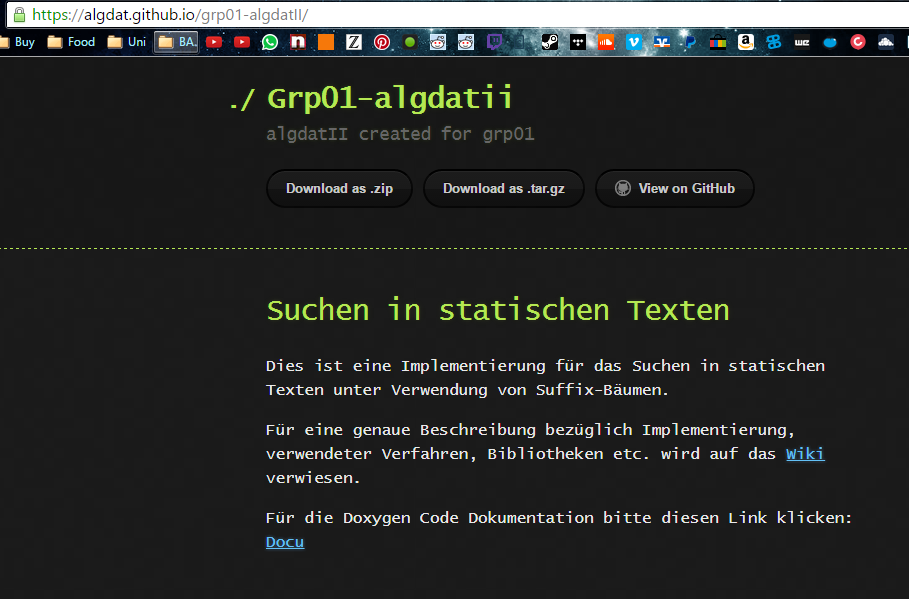 https://algdat.github.io/grp01-algdatII/
Buy Food Uni BA.
./ Grp01-algdatii
algdatII created for grp01
Download as .zip Download as .tar.gz View on GitHub
Suchen in statischen Texten
Dies ist eine Implementierung für das Suchen in statischen
Texten unter Verwendung von Suffix-Bäumen.
Für eine genaue Beschreibung bezüglich Implementierung,
verwendeter Verfahren, Bibliotheken etc. wird auf das Wiki
verwiesen.
Für die Doxygen Code Dokumentation bitte diesen Link klicken:
Docu